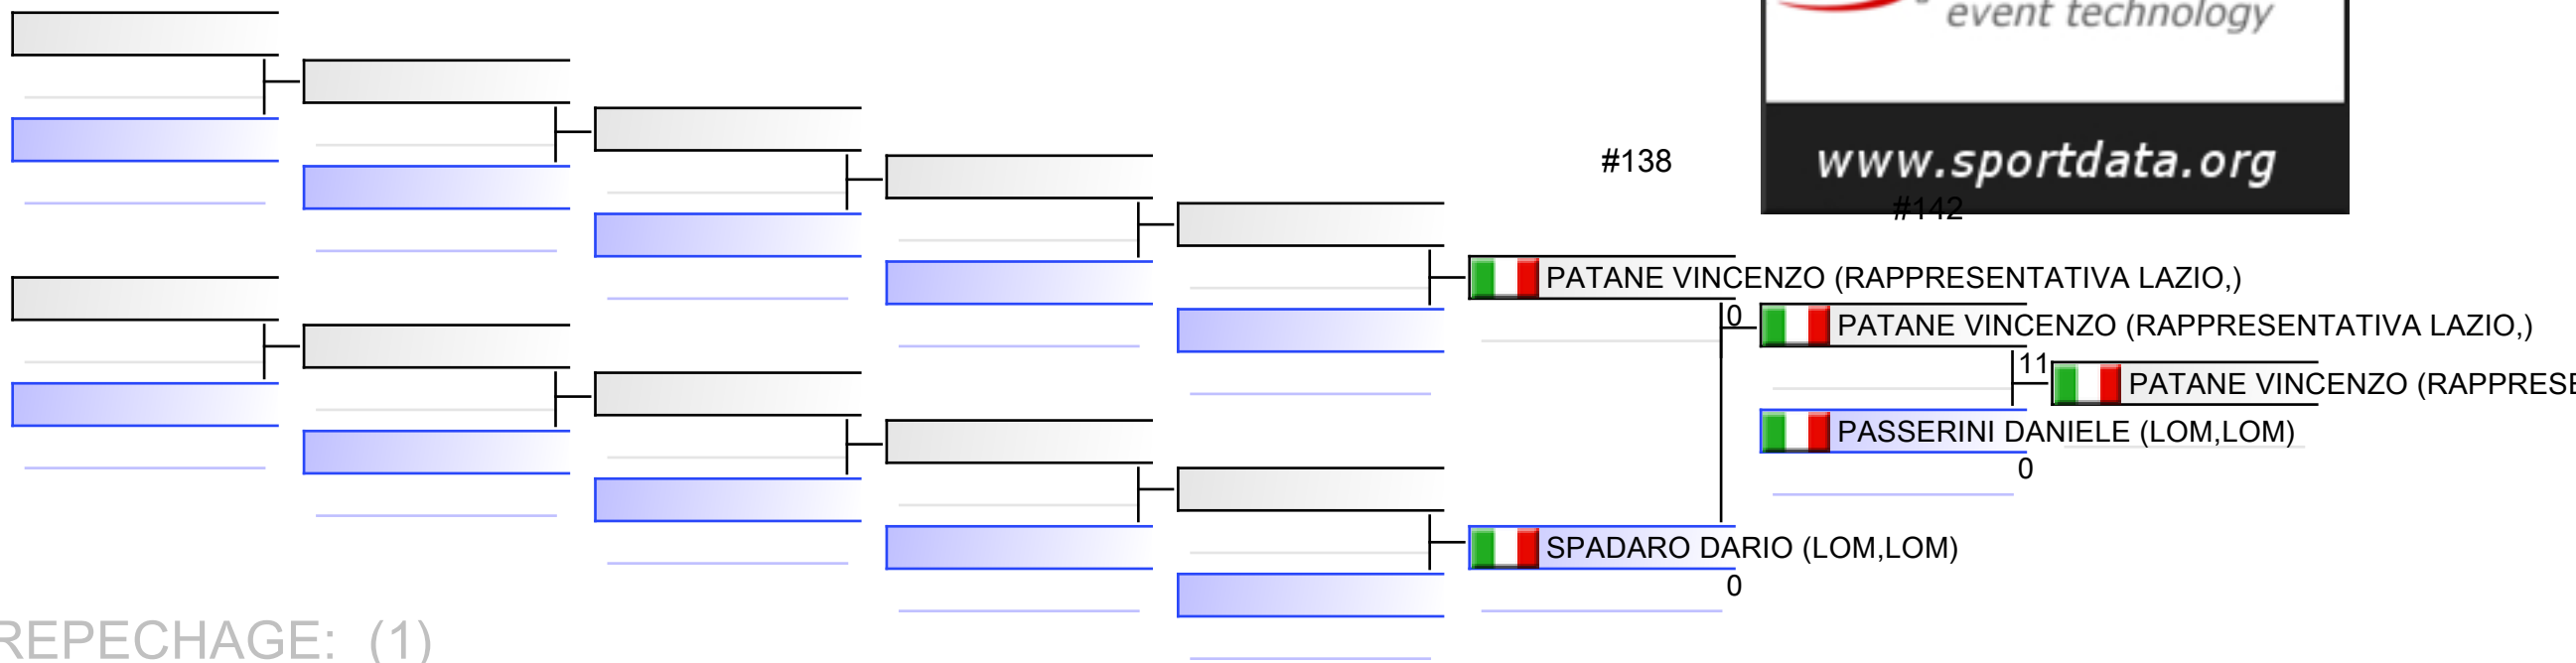 event technology
www.sportdata.org
#138
#142
PATANE VINCENZO (RAPPRESENTATIVA LAZIO,)
0
PATANE VINCENZO (RAPPRESENTATIVA LAZIO,)
11
PATANE VINCENZO (RAPPRESE
PASSERINI DANIELE (LOM,LOM)
0
SPADARO DARIO (LOM,LOM)
0
REPECHAGE: (1)